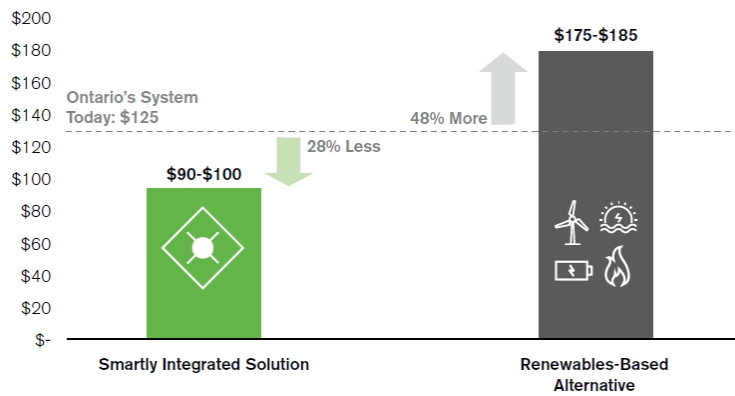 $200
$180
$160
$140
$120
$100
$80
$60
$40
$20
$-
Ontario's System
Today: $125
$90-$100
28% Less
48% More
$175-$185
Smartly Integrated Solution
Renewables-Based
Alternative